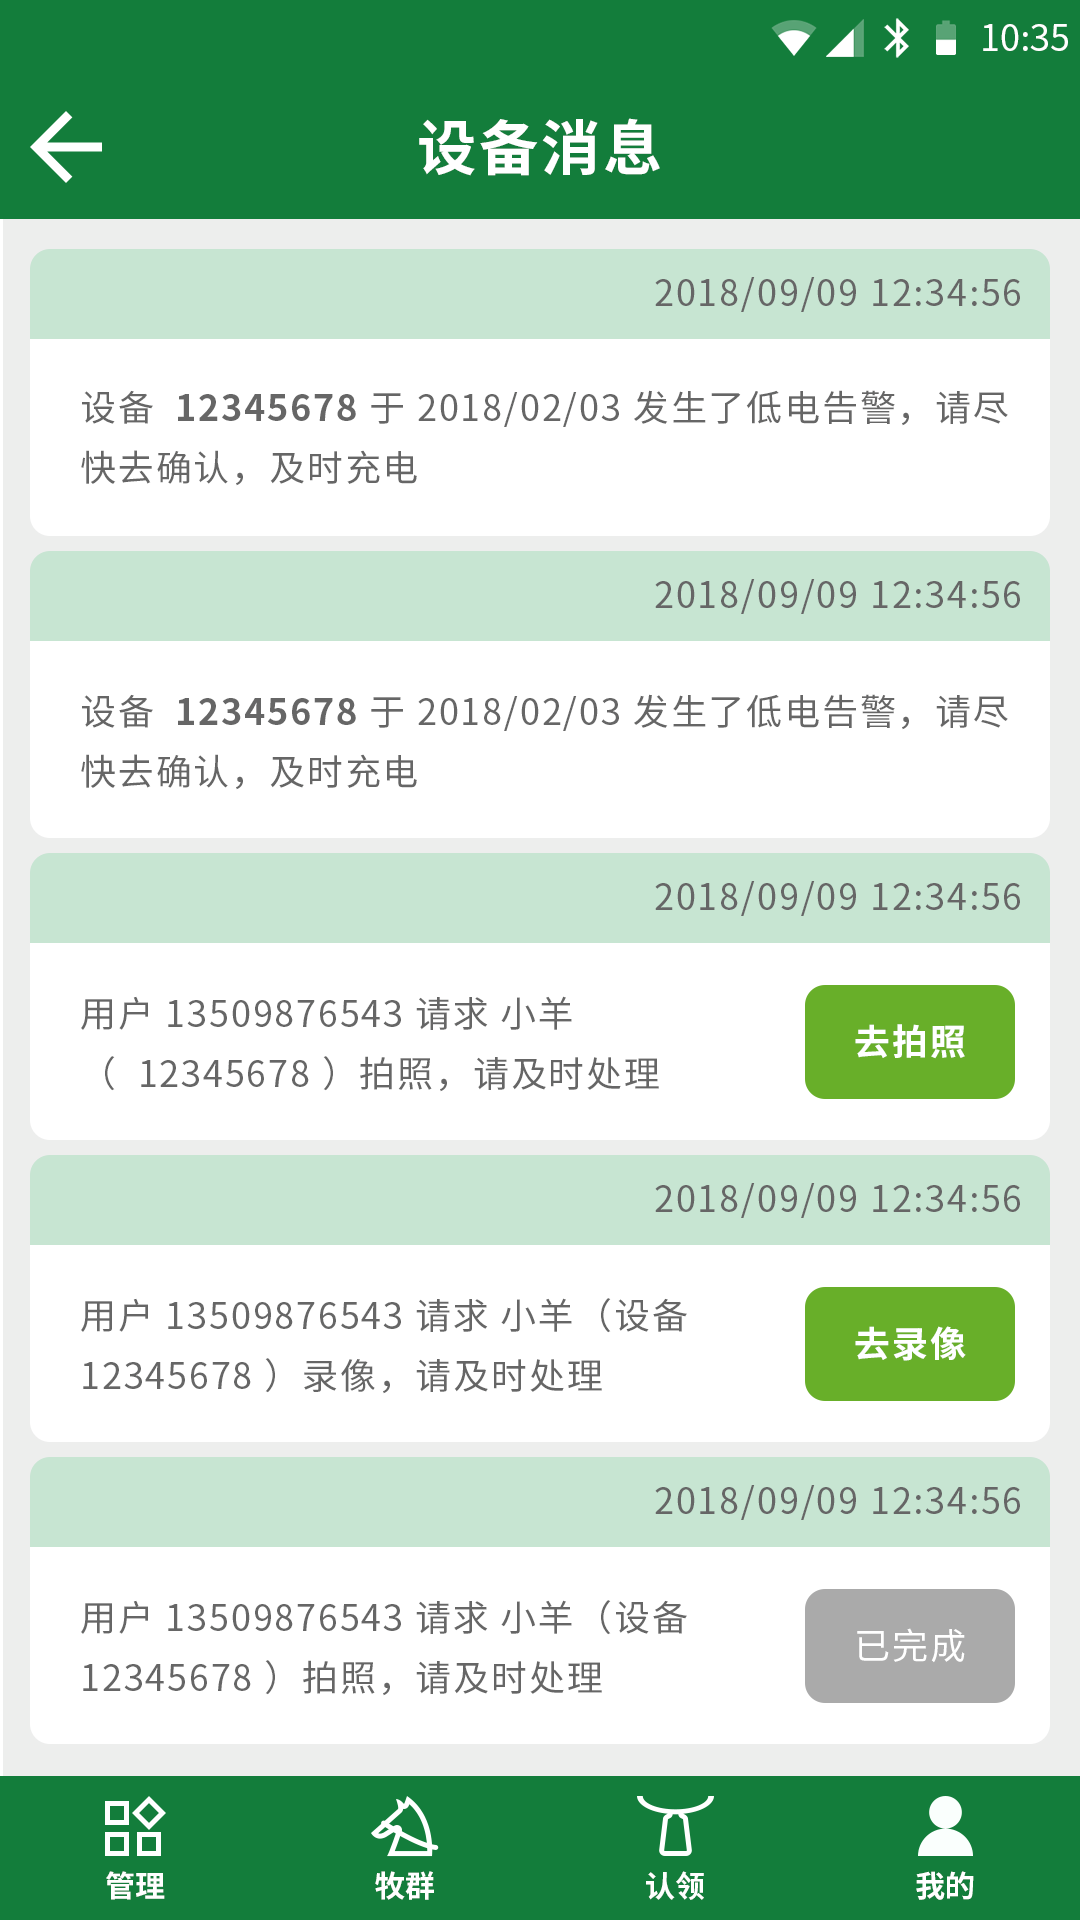 10:35
设备消息
2018/09/09 12:34:56
设备 12345678 于 2018/02/03 发生了低电告警，请尽
快去确认，及时充电
2018/09/09 12:34:56
设备 12345678 于 2018/02/03 发生了低电告警，请尽
快去确认，及时充电
2018/09/09 12:34:56
用户 13509876543 请求 小羊
（ 12345678 ）拍照，请及时处理
去拍照
2018/09/09 12:34:56
用户 13509876543 请求 小羊（设备
12345678 ）录像，请及时处理
去录像
2018/09/09 12:34:56
用户 13509876543 请求 小羊（设备
12345678 ）拍照，请及时处理
已完成
管理 牧群 认领 我的